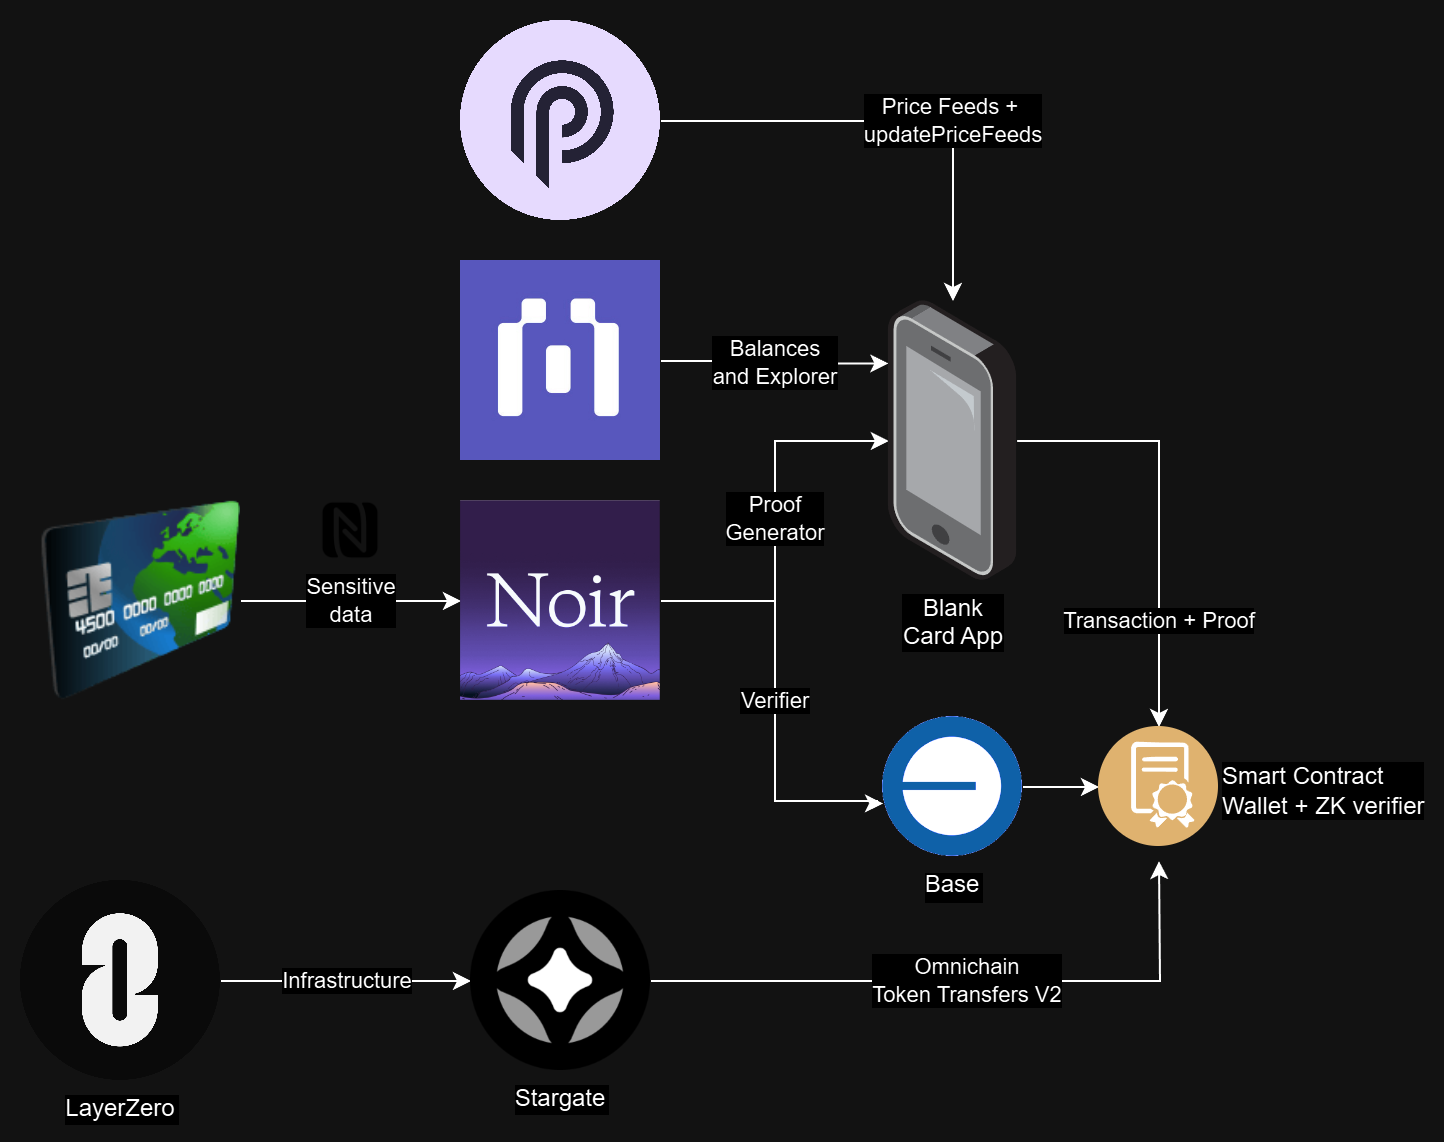 Price Feeds +
updatePriceFeeds
Balances
and Explorer
Proof
Generator
Sensitive
data
4500 0000 0000 0000
00/00 00/00
Noir
Blank
Card App
Transaction + Proof
Verifier
Smart Contract
Wallet + ZK verifier
Base
Infrastructure
Omnichain
Token Transfers V2
LayerZero
Stargate